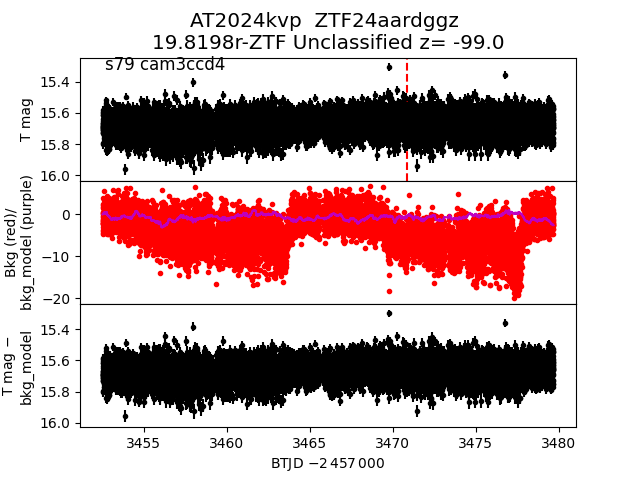 AT2024kvp  ZTF24aardggz
19.8198r-ZTF Unclassified z= -99.0
s79 cam3ccd4
15.4
15.6
15.8
16.0
T mag
0
−10
−20
Bkg (red)/
bkg_model (purple)
15.4
15.6
15.8
16.0
T mag −
bkg_model
3455
3460
3465
3470
3475
3480
BTJD −2 457 000